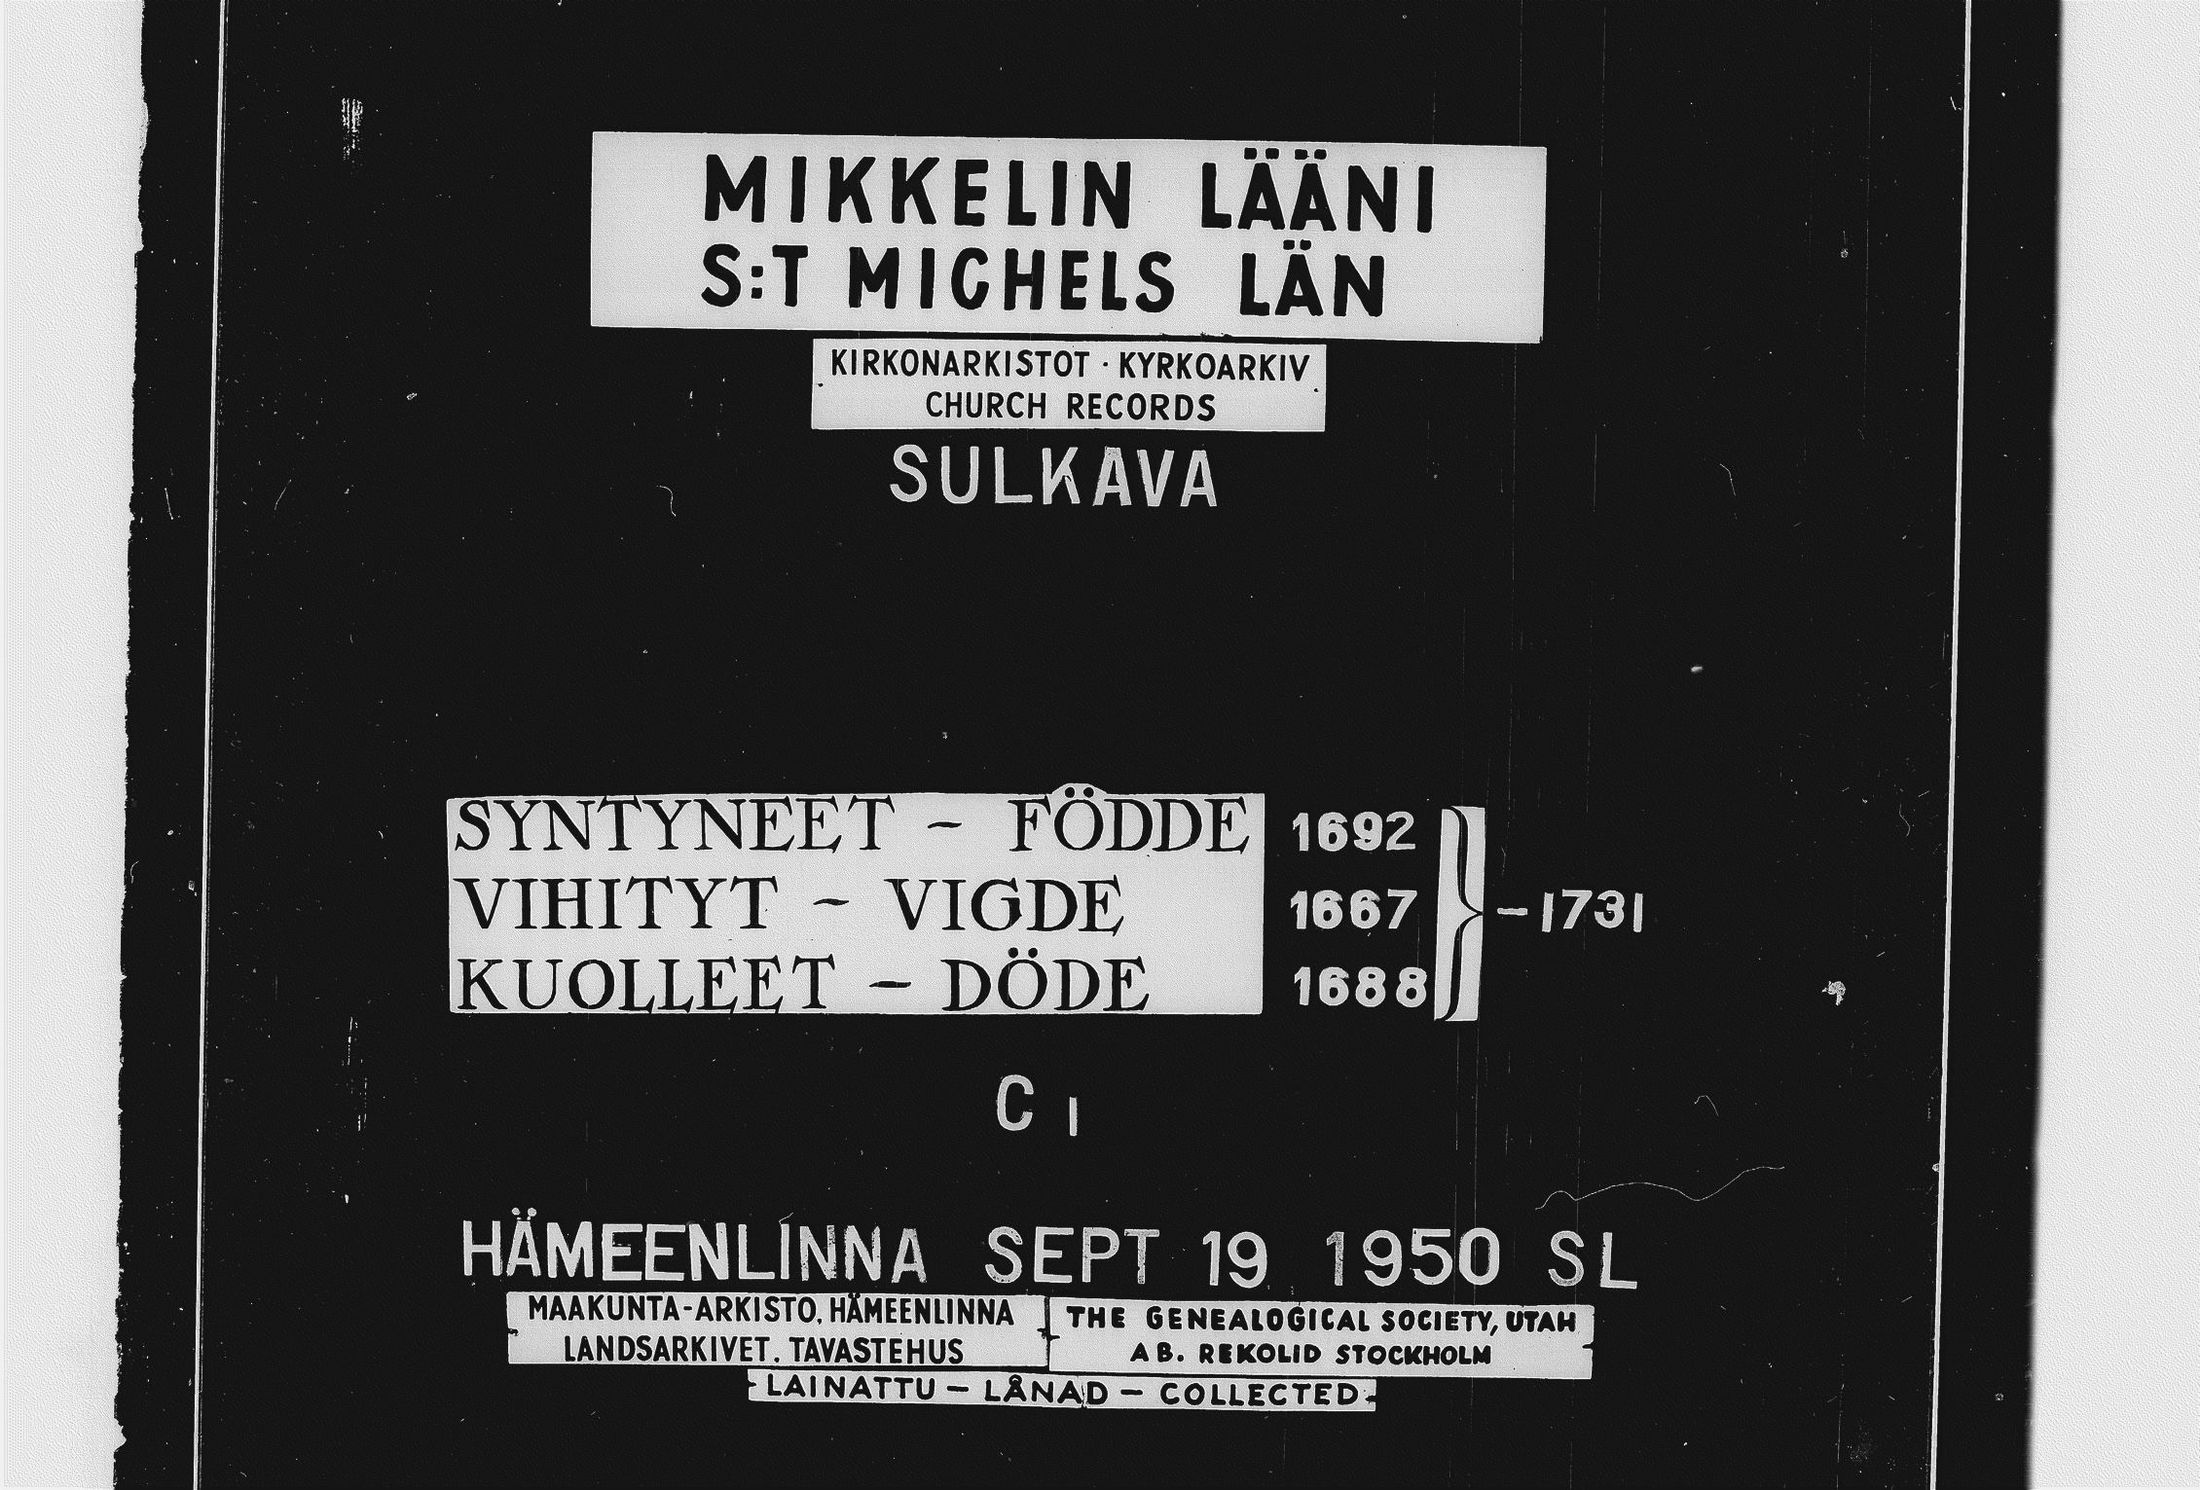 MIKKELIN LÄÄNI
S:T MICHELS LÄN
KIRKONARKISTOT · KYRKOARKIV
CHURCH RECORDS
SULKAVA
SYNTYNEET - FÖDDE 1692
VIHITYT - VIGDE 1667 } - 1731
KUOLLEET - DÖDE 1688
C 1
HÄMEENLINNA SEPT 19 1950 SL
MAAKUNTA-ARKISTO, HÄMEENLINNA
LANDSARKIVET. TAVASTEHUS
THE GENEALOGICAL SOCIETY, UTAH
AB. REKOLID STOCKHOLM
LAINATTU - LÅNAD - COLLECTED